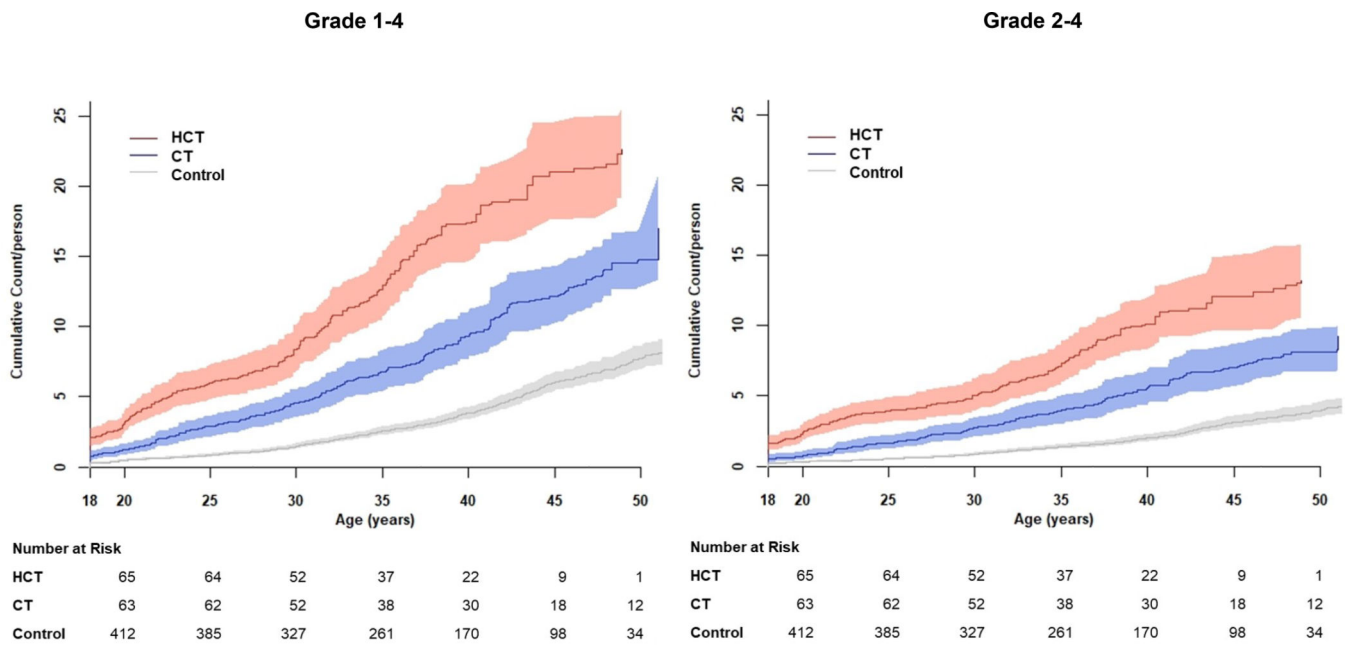 Grade 1-4
Cumulative Count/person
25
20
15
10
5
0
HCT
CT
Control
18 20 25 30 35 40 45 50
Age (years)
Number at Risk
HCT 65 64 52 37 22 9 1
CT 63 62 52 38 30 18 12
Control 412 385 327 261 170 98 34
Grade 2-4
Cumulative Count/person
25
20
15
10
5
0
HCT
CT
Control
18 20 25 30 35 40 45 50
Age (years)
Number at Risk
HCT 65 64 52 37 22 9 1
CT 63 62 52 38 30 18 12
Control 412 385 327 261 170 98 34